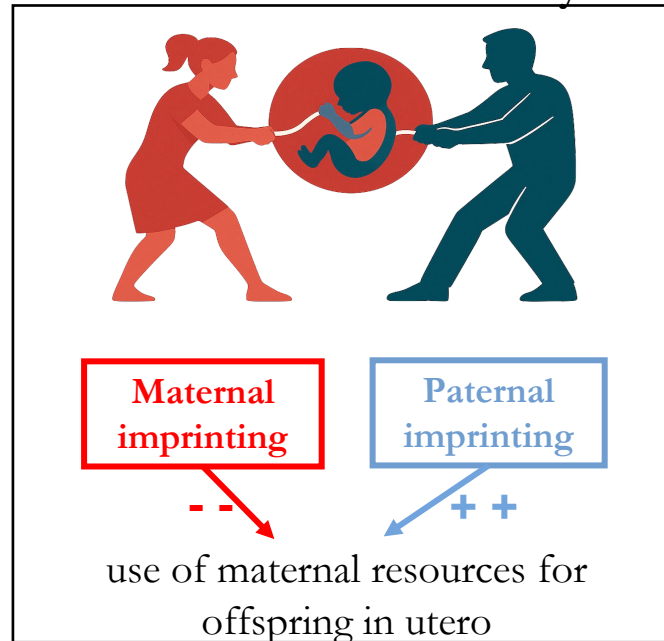 Maternal
imprinting
Paternal
imprinting
- -
+ +
use of maternal resources for
offspring in utero